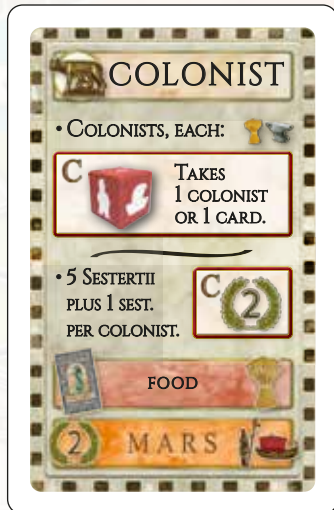 COLONIST
• COLONISTS, EACH:
C
TAKES
1 COLONIST
OR 1 CARD.
• 5 SESTERTII
PLUS 1 SEST.
PER COLONIST.
C
2
FOOD
2 MARS